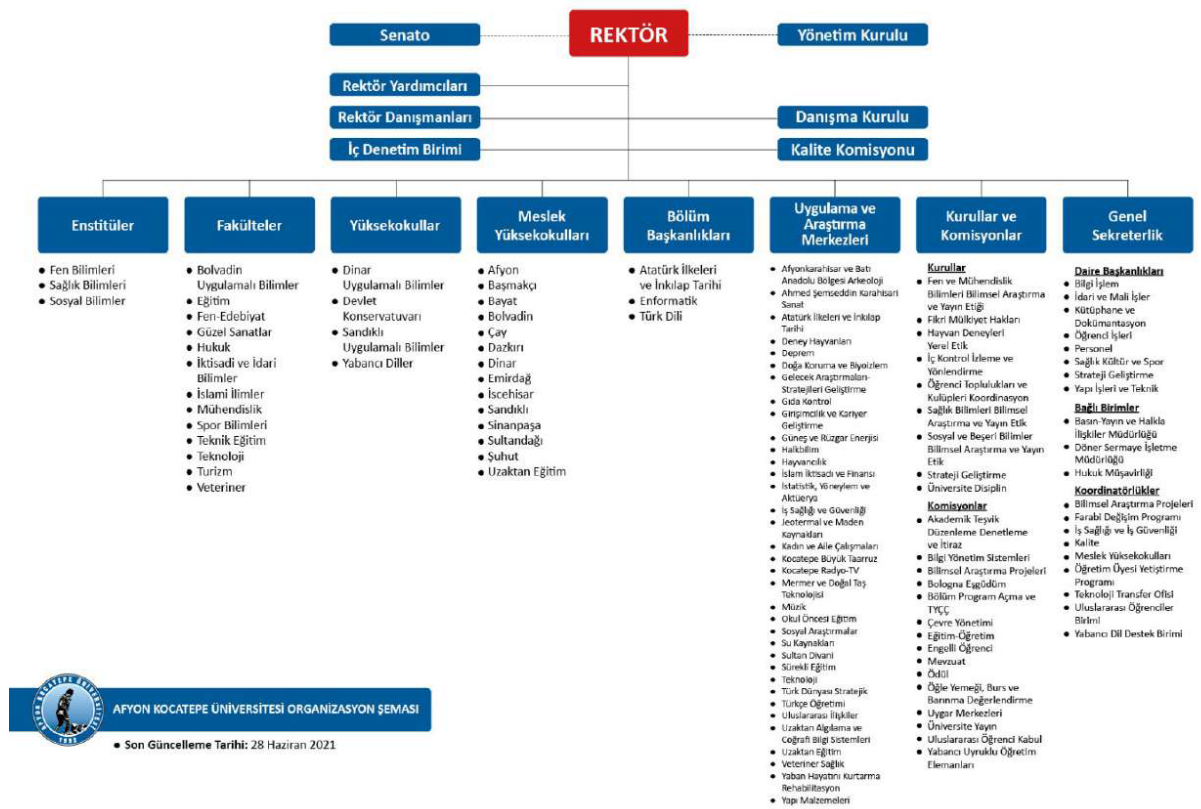 Senato
REKTÖR
Yönetim Kurulu
Rektör Yardımcıları
Rektör Danışmanları
Danışma Kurulu
İç Denetim Birimi
Kalite Komisyonu
Enstitüler
• Fen Bilimleri
• Sağlık Bilimleri
• Sosyal Bilimler
Fakülteler
• Bolvadin
Uygulamalı Bilimler
• Eğitim
• Fen-Edebiyat
• Güzel Sanatlar
• Hukuk
• İktisadi ve İdari
Bilimler
• İslami İlimler
• Mühendislik
• Spor Bilimleri
• Teknik Eğitim
• Teknoloji
• Turizm
• Veteriner
Yüksekokullar
• Dinar
Uygulamalı Bilimler
• Devlet
Konservatuvarı
• Sandıklı
Uygulamalı Bilimler
• Yabancı Diller
Meslek
Yüksekokulları
• Afyon
• Başmakçı
• Bayat
• Bolvadin
• Çay
• Dazkırı
• Dinar
• Emirdağ
• İscehisar
• Sandıklı
• Sinanpaşa
• Sultandağı
• Şuhut
• Uzaktan Eğitim
Bölüm
Başkanlıkları
• Atatürk İlkeleri
ve İnkılap Tarihi
• Enformatik
• Türk Dili
Uygulama ve
Araştırma
Merkezleri
• Afyonkarahisar ve Batı
Anadolu Bölgesi Arkeoloji
• Ahmed Şemseddin Karahisari
Sanat
• Atatürk İlkeleri ve İnkılap
Tarihi
• Deney Hayvanları
• Deprem
• Doğa Koruma ve Biyoizlem
• Gelecek Araştırmaları-
Stratejileri Geliştirme
• Gıda Kontrol
• Girişimcilik ve Kariyer
Geliştirme
• Güneş ve Rüzgar Enerjisi
• Halkbilim
• Hayvancılık
• İslam İktisadı ve Finansı
• İstatistik, Yöneylem ve
Aktüerya
• İş Sağlığı ve Güvenliği
• Jeotermal ve Maden
Kaynakları
• Kadın ve Aile Çalışmaları
• Kocatepe Büyük Taarruz
• Kocatepe Radyo-TV
• Mermer ve Doğal Taş
Teknolojisi
• Müzik
• Okul Öncesi Eğitim
• Sosyal Araştırmalar
• Su Kaynakları
• Sultan Divani
• Sürekli Eğitim
• Teknoloji
• Türk Dünyası Stratejik
• Türkçe Öğretimi
• Uluslararası İlişkiler
• Uzaktan Algılama ve
Coğrafi Bilgi Sistemleri
• Uzaktan Eğitim
• Veteriner Sağlık
• Yaban Hayatını Kurtarma
Rehabilitasyon
• Yapı Malzemeleri
Kurullar ve
Komisyonlar
Kurullar
• Fen ve Mühendislik
Bilimleri Bilimsel Araştırma
ve Yayın Etiği
• Fikri Mülkiyet Hakları
• Hayvan Deneyleri
Yerel Etik
• İç Kontrol İzleme ve
Yönlendirme
• Öğrenci Toplulukları ve
Kulüpleri Koordinasyon
• Sağlık Bilimleri Bilimsel
Araştırma ve Yayın Etik
• Sosyal ve Beşeri Bilimler
Bilimsel Araştırma ve Yayın
Etik
• Strateji Geliştirme
• Üniversite Disiplin
Komisyonlar
• Akademik Teşvik
Düzenleme Denetleme
ve İtiraz
• Bilgi Yönetim Sistemleri
• Bilimsel Araştırma Projeleri
• Bologna Eşgüdüm
• Bölüm Program Açma ve
TYÇÇ
• Çevre Yönetimi
• Eğitim-Öğretim
• Engelli Öğrenci
• Mevzuat
• Ödül
• Öğle Yemeği, Burs ve
Barınma Değerlendirme
• Uygar Merkezleri
• Üniversite Yayın
• Uluslararası Öğrenci Kabul
• Yabancı Uyruklu Öğretim
Elemanları
Genel
Sekreterlik
Daire Başkanlıkları
• Bilgi İşlem
• İdari ve Mali İşler
• Kütüphane ve
Dokümantasyon
• Öğrenci İşleri
• Personel
• Sağlık Kültür ve Spor
• Strateji Geliştirme
• Yapı İşleri ve Teknik
Bağlı Birimler
• Basın-Yayın ve Halkla
İlişkiler Müdürlüğü
• Döner Sermaye İşletme
Müdürlüğü
• Hukuk Müşavirliği
Koordinatörlükler
• Bilimsel Araştırma Projeleri
• Farabi Değişim Programı
• İş Sağlığı ve İş Güvenliği
• Kalite
• Meslek Yüksekokulları
• Öğretim Üyesi Yetiştirme
Programı
• Teknoloji Transfer Ofisi
• Uluslararası Öğrenciler
Birimi
• Yabancı Dil Destek Birimi
AFYON KOCATEPE ÜNİVERSİTESİ
1992
AFYON KOCATEPE ÜNİVERSİTESİ ORGANİZASYON ŞEMASI
• Son Güncelleme Tarihi: 28 Haziran 2021